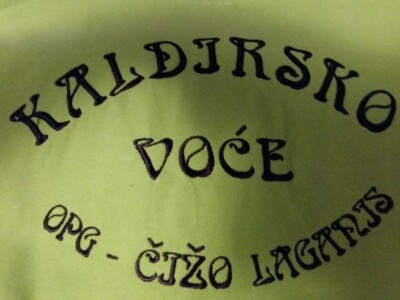 KALDIRSKO
VOĆE
OPG - ČIŽO LAGANIS